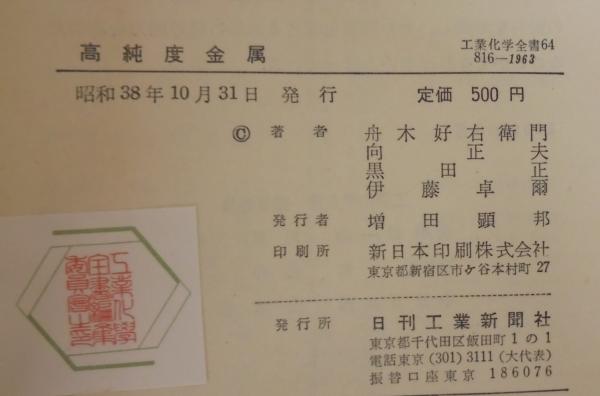 高純度金属
工業化学全書64
816—1963
昭和38年10月31日 発行 定価 500円
© 著者 舟木好右衛門
向正夫
黒田正
伊藤卓爾
発行者 増田顕邦
印刷所 新日本印刷株式会社
東京都新宿区市ケ谷本村町27
発行所 日刊工業新聞社
東京都千代田区飯田町1の1
電話東京(301)3111(大代表)
振替口座東京 186076